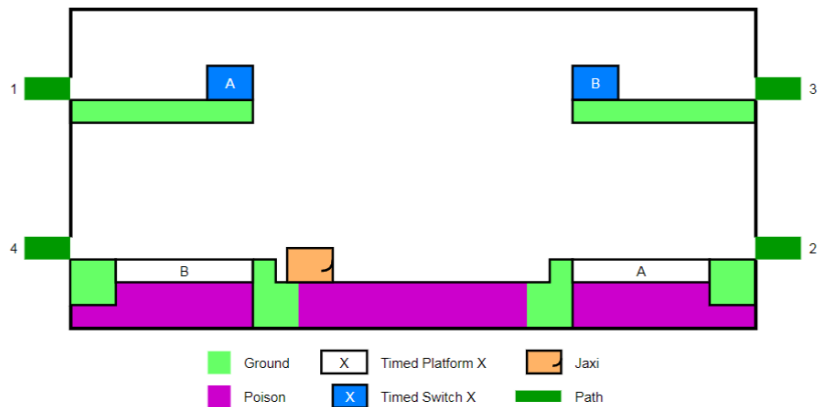 A
B
1
3
4
2
B
A
Ground
X
Timed Platform X
Jaxi
Poison
X
Timed Switch X
Path